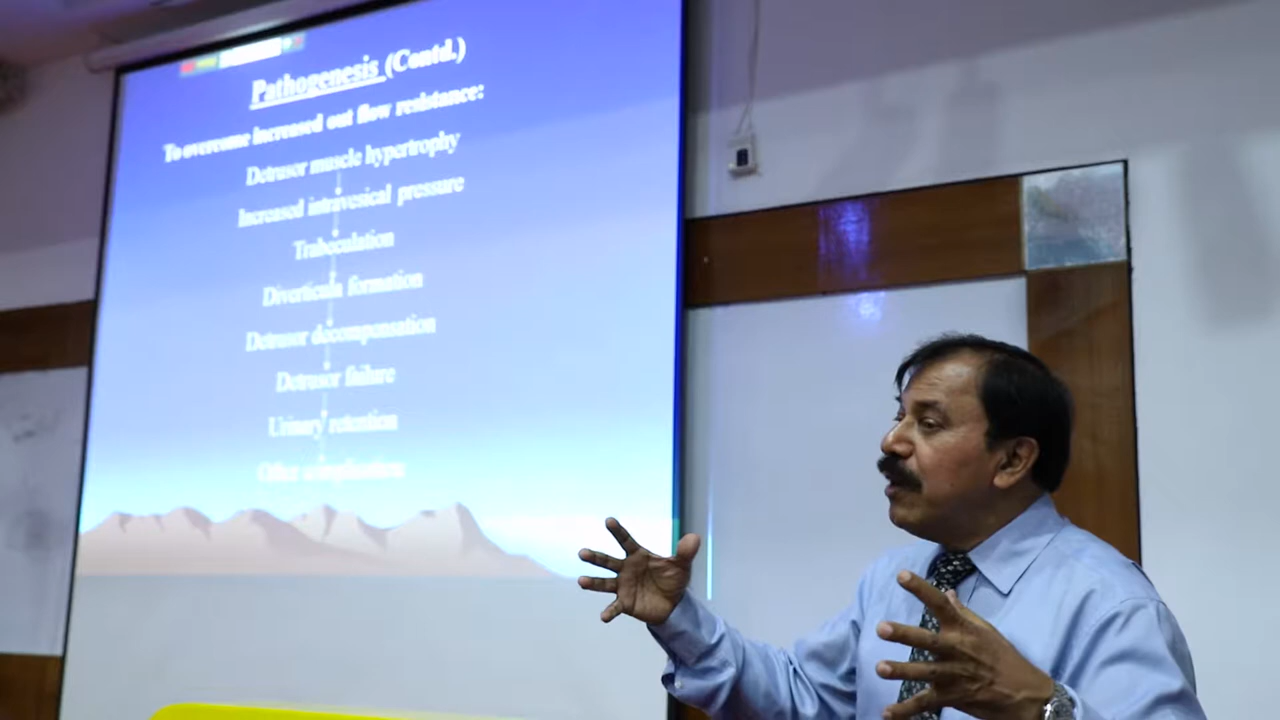 Pathogenesis (Contd.)
To overcome increased out flow resistance:
Detrusor muscle hypertrophy
Increased intravesical pressure
Trabeculation
Diverticula formation
Detrusor decompensation
Detrusor failure
Urinary retention
Other complications